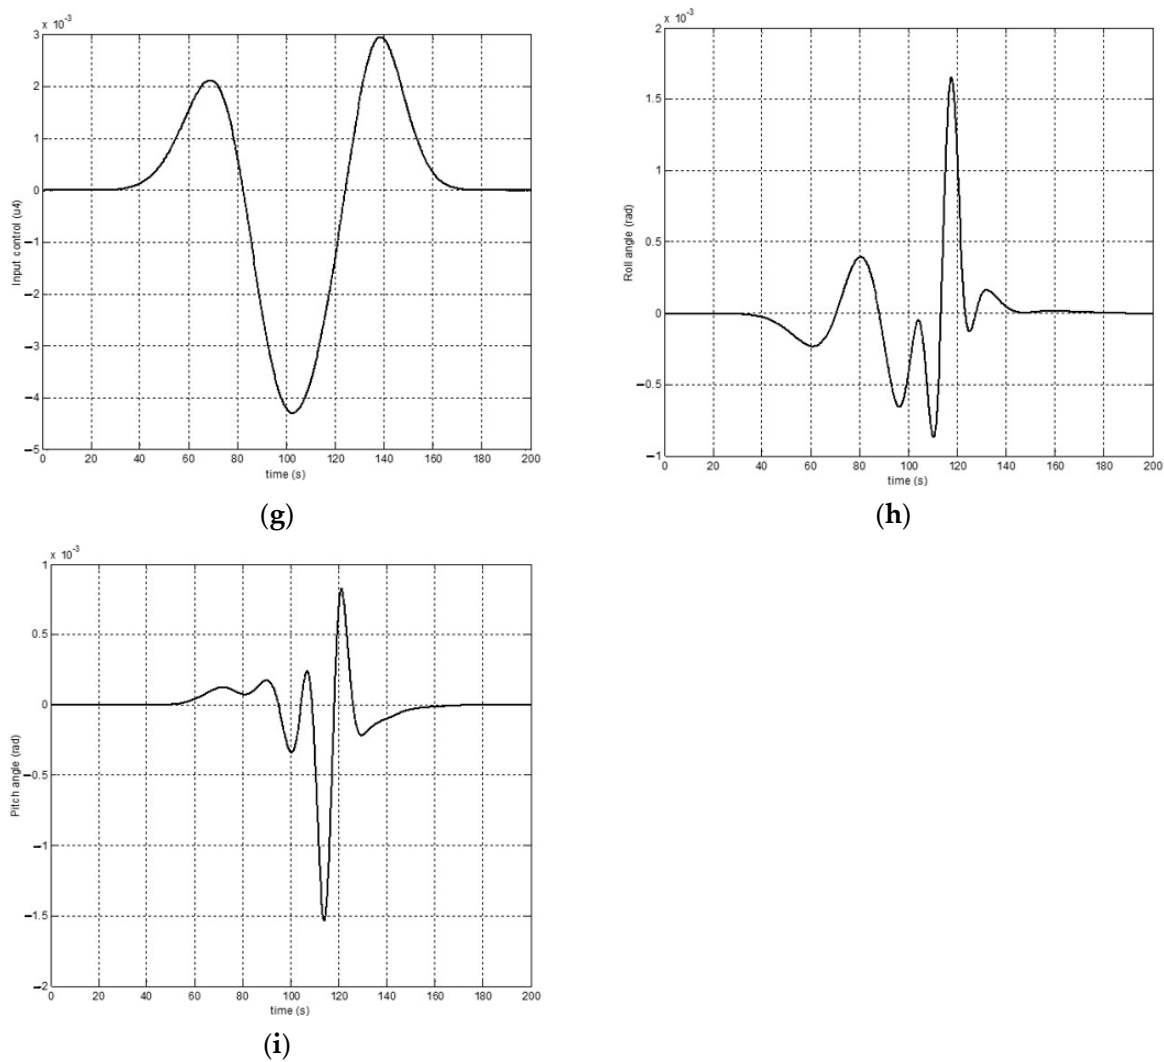 x 10-3
3
2
1
0
−1
−2
−3
−4
−5
Input control (u4)
0 20 40 60 80 100 120 140 160 180 200
time (s)
(g)
x 10-3
2
1.5
1
0.5
0
−0.5
−1
Roll angle (rad)
0 20 40 60 80 100 120 140 160 180 200
time (s)
(h)
x 10-3
1
0.5
0
−0.5
−1
−1.5
−2
Pitch angle (rad)
0 20 40 60 80 100 120 140 160 180 200
time (s)
(i)